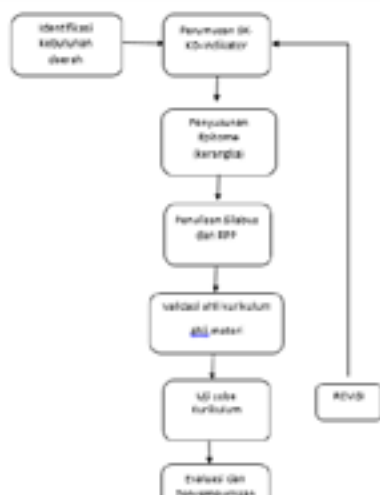 Identifikasi
kebutuhan
daerah
Perumusan SK-
KD-Indikator
Penyusunan
Epitome
(kerangka)
Penulisan Silabus
dan RPP
validasi ahli kurikulum
ahli materi
Uji coba
Kurikulum
REVISI
Evaluasi dan
Penyempurnaan